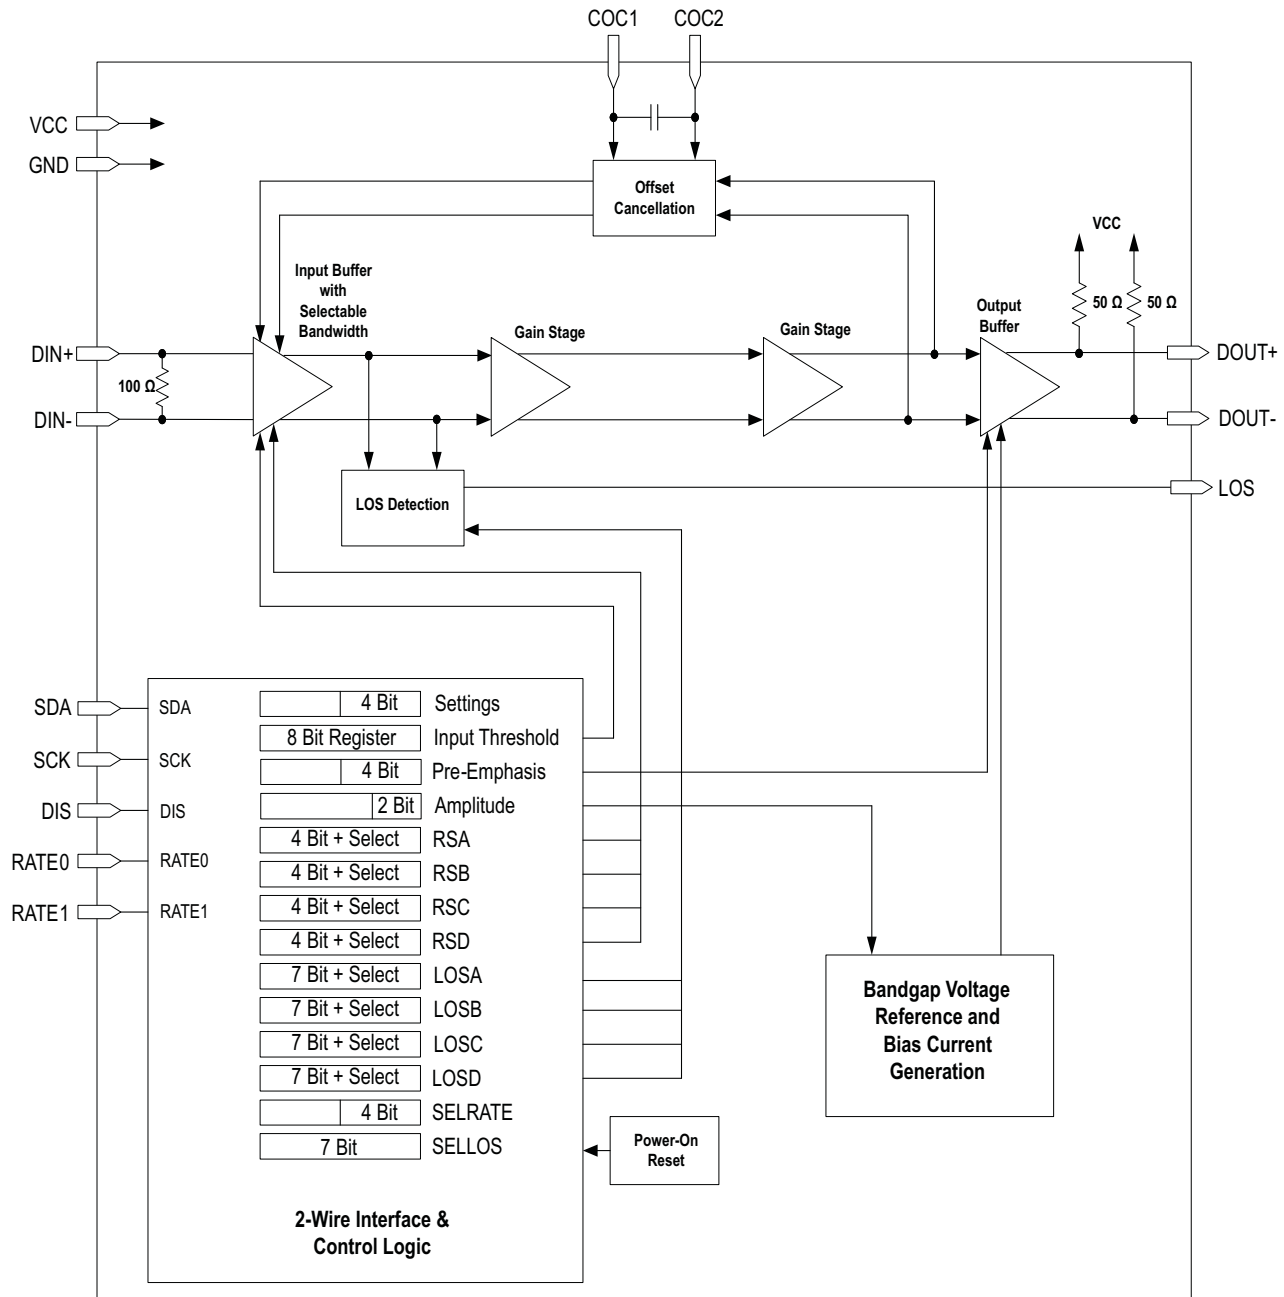 COC1 COC2
VCC
GND
Offset
Cancellation
VCC
50 Ω 50 Ω
Input Buffer
with
Selectable
Bandwidth
Gain Stage
Gain Stage
Output
Buffer
DIN+
100 Ω
DIN-
DOUT+
DOUT-
LOS Detection
LOS
SDA
SCK
DIS
RATE0
RATE1
SDA
SCK
DIS
RATE0
RATE1
4 Bit Settings
8 Bit Register Input Threshold
4 Bit Pre-Emphasis
2 Bit Amplitude
4 Bit + Select RSA
4 Bit + Select RSB
4 Bit + Select RSC
4 Bit + Select RSD
7 Bit + Select LOSA
7 Bit + Select LOSB
7 Bit + Select LOSC
7 Bit + Select LOSD
4 Bit SELRATE
7 Bit SELLOS
2-Wire Interface &
Control Logic
Power-On
Reset
Bandgap Voltage
Reference and
Bias Current
Generation